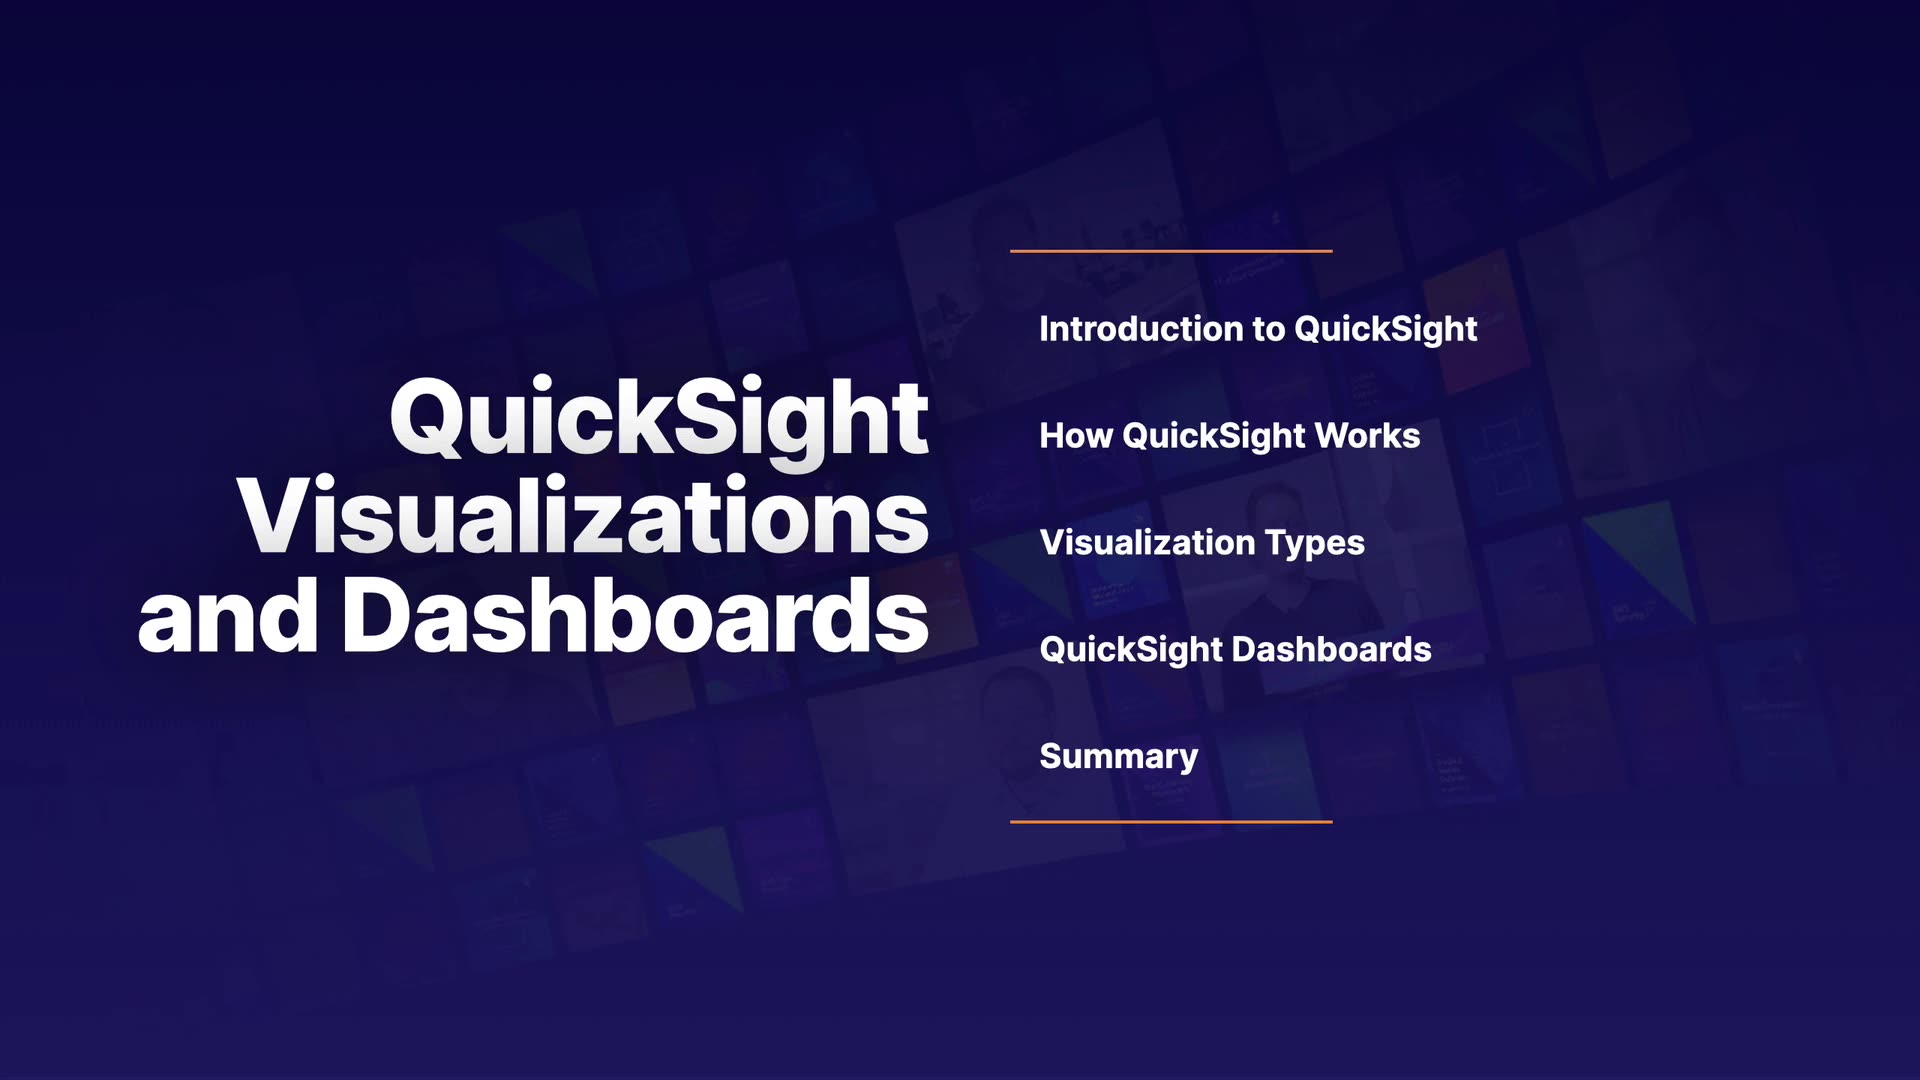 QuickSight
Visualizations
and Dashboards
Introduction to QuickSight
How QuickSight Works
Visualization Types
QuickSight Dashboards
Summary